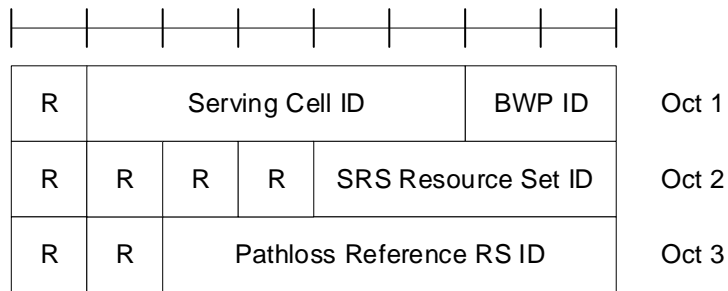 R Serving Cell ID BWP ID Oct 1
R R R R SRS Resource Set ID Oct 2
R R Pathloss Reference RS ID Oct 3